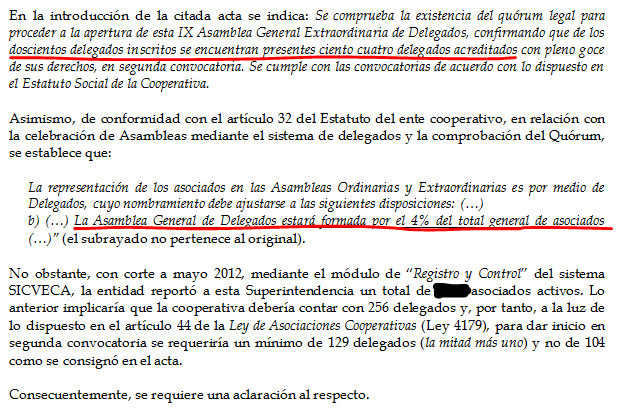 En la introducción de la citada acta se indica: Se comprueba la existencia del quórum legal para
proceder a la apertura de esta IX Asamblea General Extraordinaria de Delegados, confirmando que de los
doscientos delegados inscritos se encuentran presentes ciento cuatro delegados acreditados con pleno goce
de sus derechos, en segunda convocatoria. Se cumple con las convocatorias de acuerdo con lo dispuesto en
el Estatuto Social de la Cooperativa.
Asimismo, de conformidad con el artículo 32 del Estatuto del ente cooperativo, en relación con
la celebración de Asambleas mediante el sistema de delegados y la comprobación del Quórum,
se establece que:
La representación de los asociados en las Asambleas Ordinarias y Extraordinarias es por medio de
Delegados, cuyo nombramiento debe ajustarse a las siguientes disposiciones: (…)
b) (…) La Asamblea General de Delegados estará formada por el 4% del total general de asociados
(…)” (el subrayado no pertenece al original).
No obstante, con corte a mayo 2012, mediante el módulo de “Registro y Control” del sistema
SICVECA, la entidad reportó a esta Superintendencia un total de asociados activos. Lo
anterior implicaría que la cooperativa debería contar con 256 delegados y, por tanto, a la luz de
lo dispuesto en el artículo 44 de la Ley de Asociaciones Cooperativas (Ley 4179), para dar inicio en
segunda convocatoria se requeriría un mínimo de 129 delegados (la mitad más uno) y no de 104
como se consignó en el acta.
Consecuentemente, se requiere una aclaración al respecto.